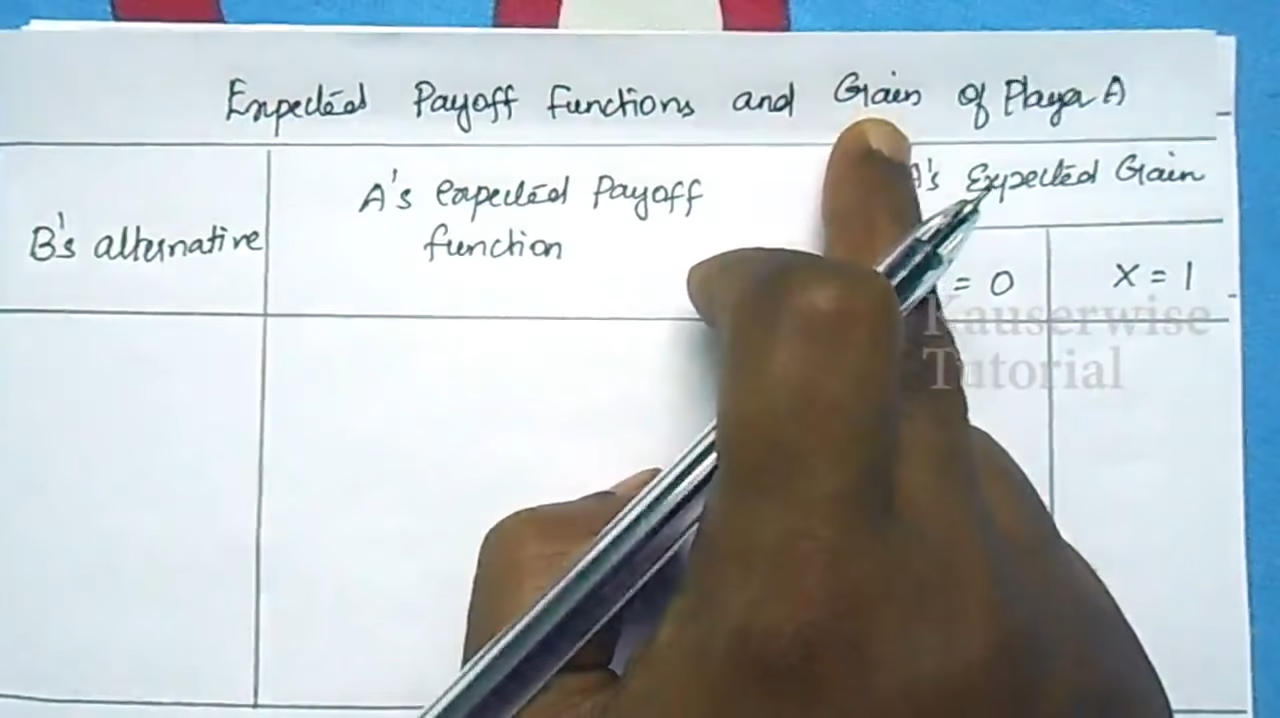 Expected Payoff Functions and Gain of Player A
B's alternative
A's expected Payoff
function
A's Expected Gain
= 0
X = 1
Kauserwise
Tutorial